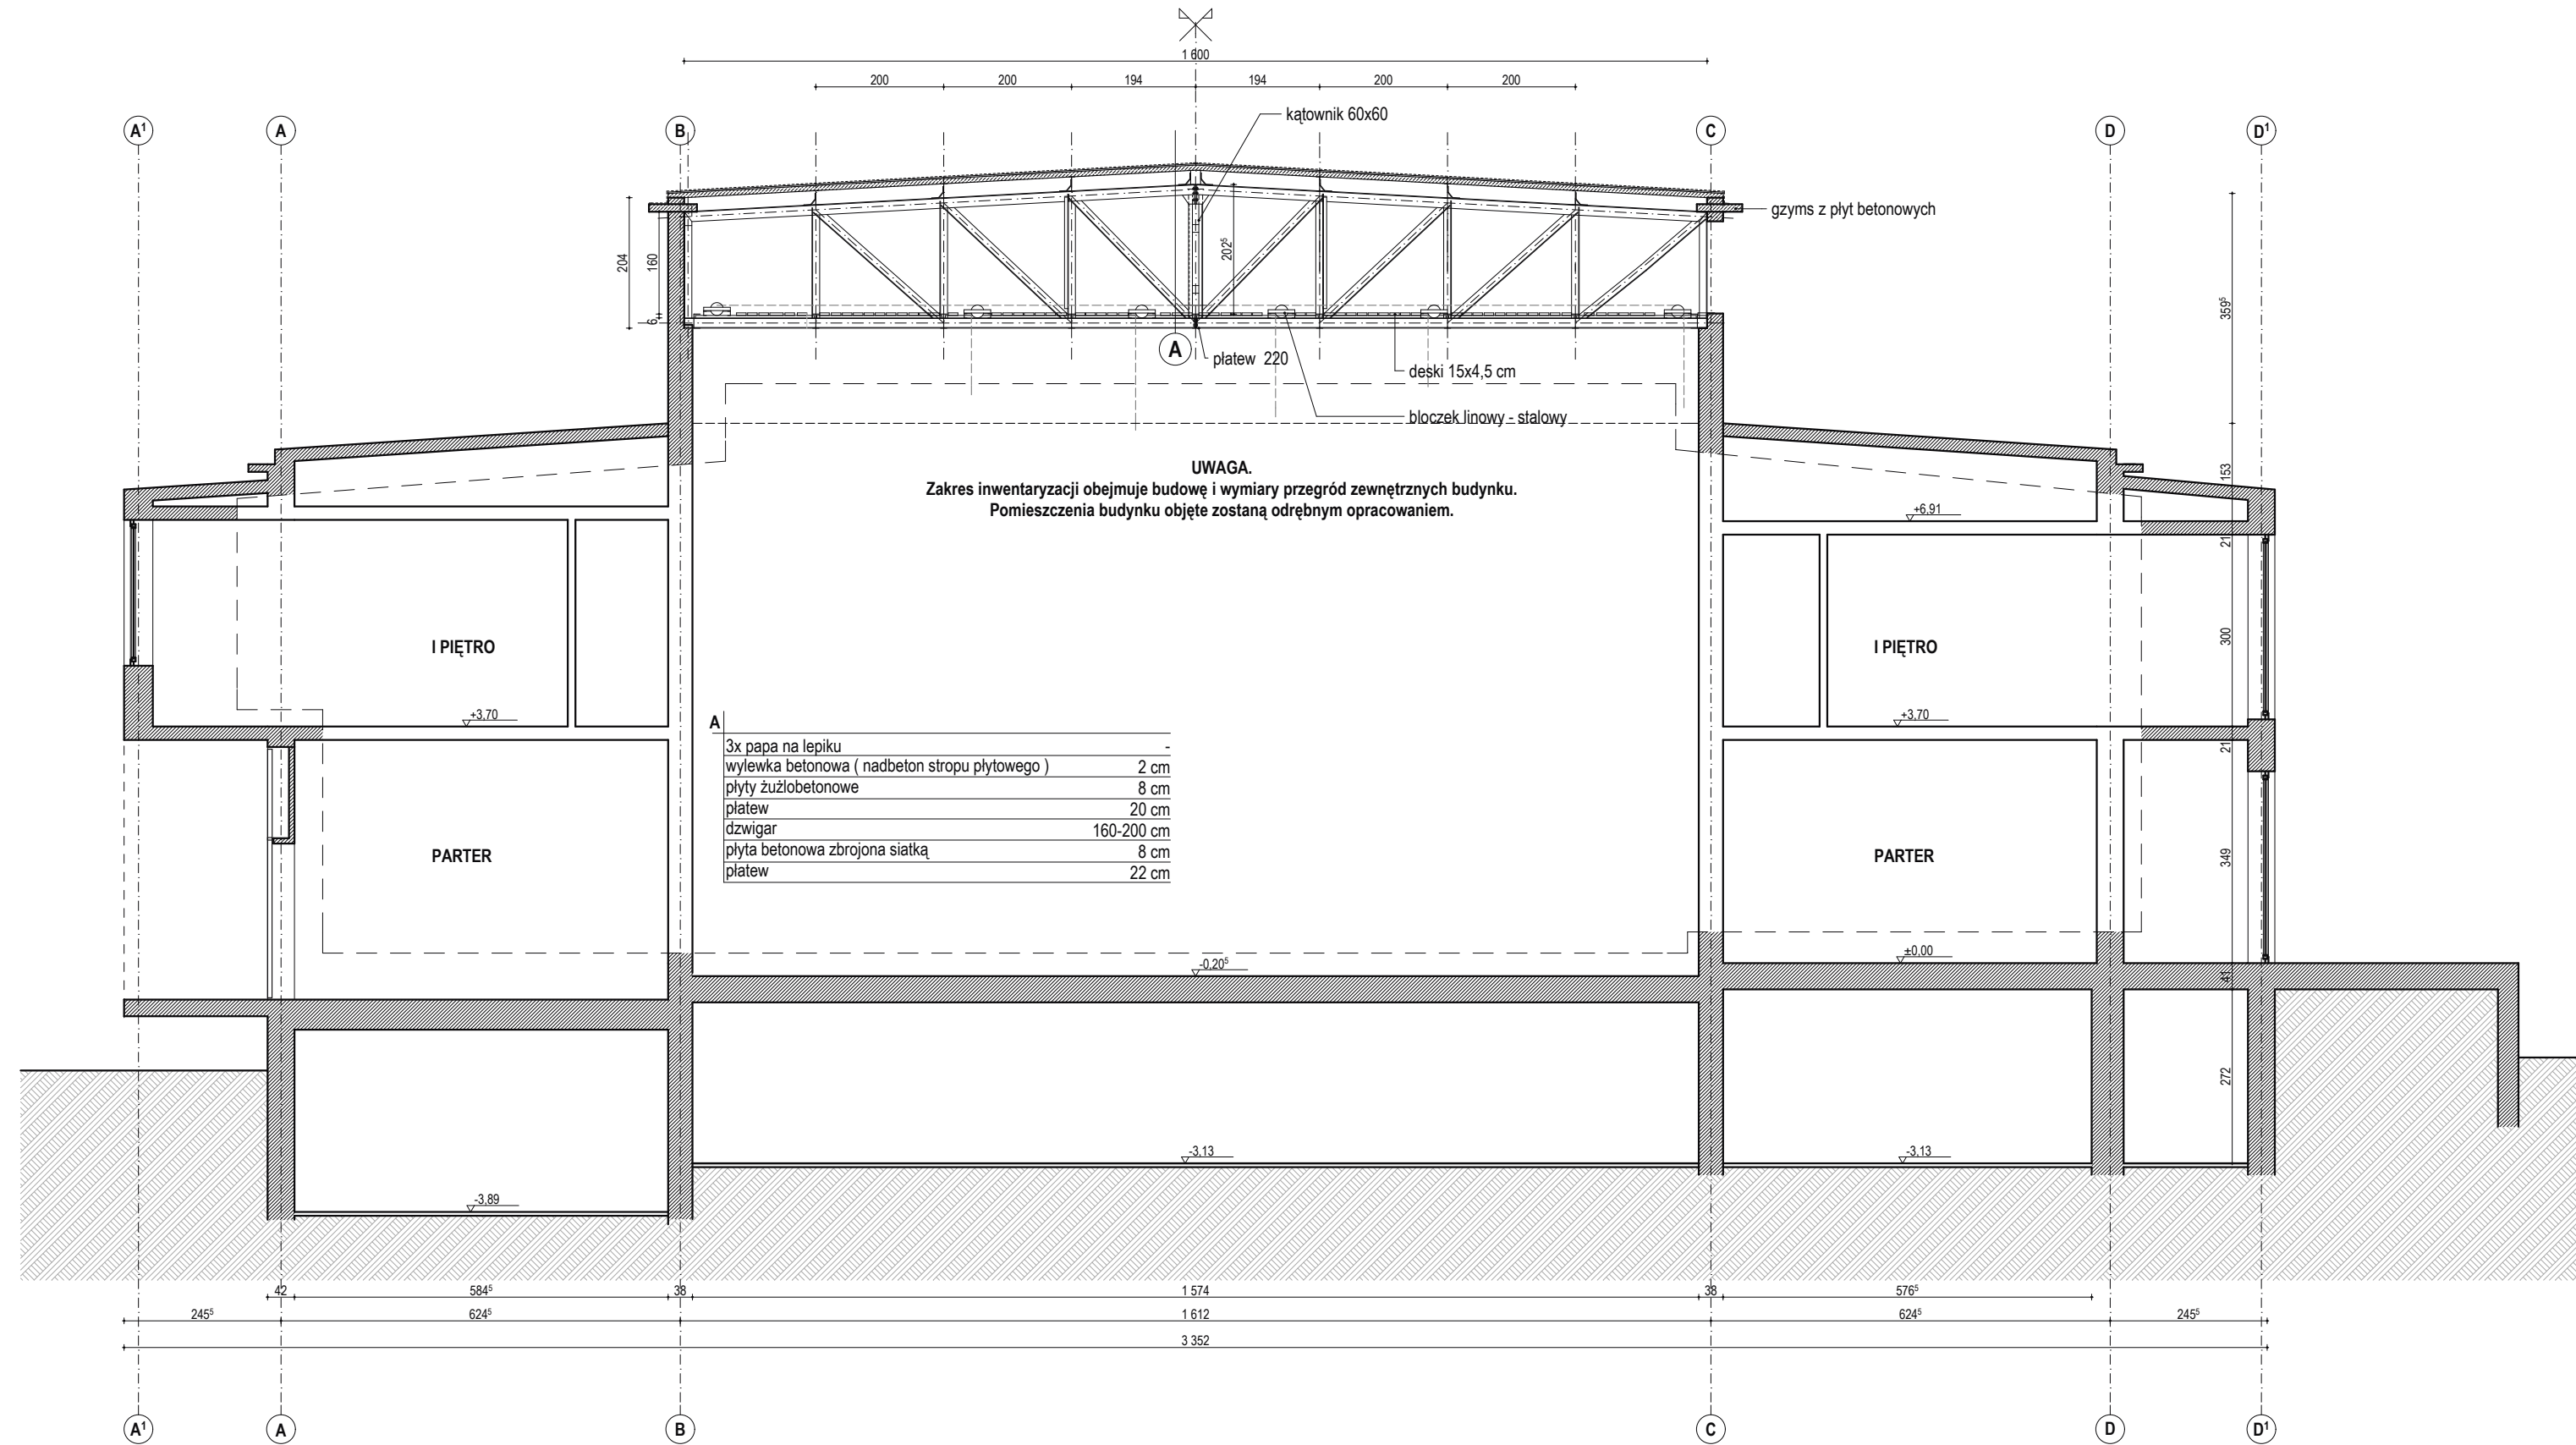 1 600
200 200 194 194 200 200
kątownik 60x60
A¹ A B C D D¹
gzyms z płyt betonowych
204
160
6
202⁵
359⁵
A
płatew 220
deski 15x4,5 cm
bloczek linowy - stalowy
UWAGA.
Zakres inwentaryzacji obejmuje budowę i wymiary przegród zewnętrznych budynku.
Pomieszczenia budynku objęte zostaną odrębnym opracowaniem.
153
+6,91
21
I PIĘTRO
I PIĘTRO
300
+3,70
+3,70
21
A
3x papa na lepiku -
wylewka betonowa ( nadbeton stropu płytowego ) 2 cm
płyty żużlobetonowe 8 cm
płatew 20 cm
dzwigar 160-200 cm
płyta betonowa zbrojona siatką 8 cm
płatew 22 cm
PARTER
PARTER
349
±0,00
-0,20⁵
41
272
-3,13
-3,13
-3,89
42 584⁵ 38 1 574 38 576⁵
245⁵ 624⁵ 1 612 624⁵ 245⁵
3 352
A¹ A B C D D¹